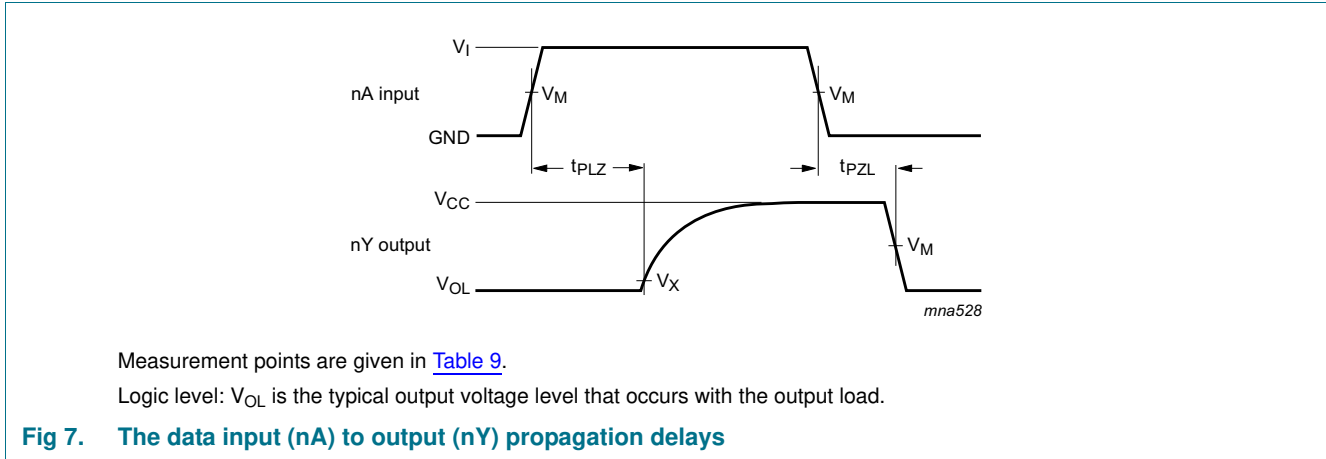 V_I
nA input
V_M
V_M
GND
t_PLZ
t_PZL
V_CC
nY output
V_M
V_OL
V_X
mna528
Measurement points are given in Table 9.
Logic level: V_OL is the typical output voltage level that occurs with the output load.
Fig 7. The data input (nA) to output (nY) propagation delays